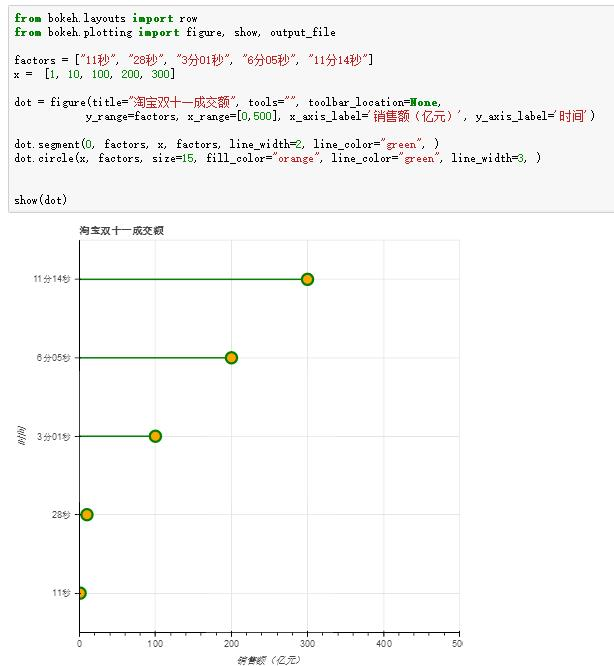 from bokeh.layouts import row
from bokeh.plotting import figure, show, output_file
factors = ["11秒", "28秒", "3分01秒", "6分05秒", "11分14秒"]
x =  [1, 10, 100, 200, 300]
dot = figure(title="淘宝双十一成交额", tools="", toolbar_location=None,
y_range=factors, x_range=[0,500], x_axis_label='销售额（亿元）', y_axis_label='时间')
dot.segment(0, factors, x, factors, line_width=2, line_color="green", )
dot.circle(x, factors, size=15, fill_color="orange", line_color="green", line_width=3, )
show(dot)
淘宝双十一成交额
11分14秒
6分05秒
3分01秒
28秒
11秒
时间
0 100 200 300 400 50
销售额（亿元）